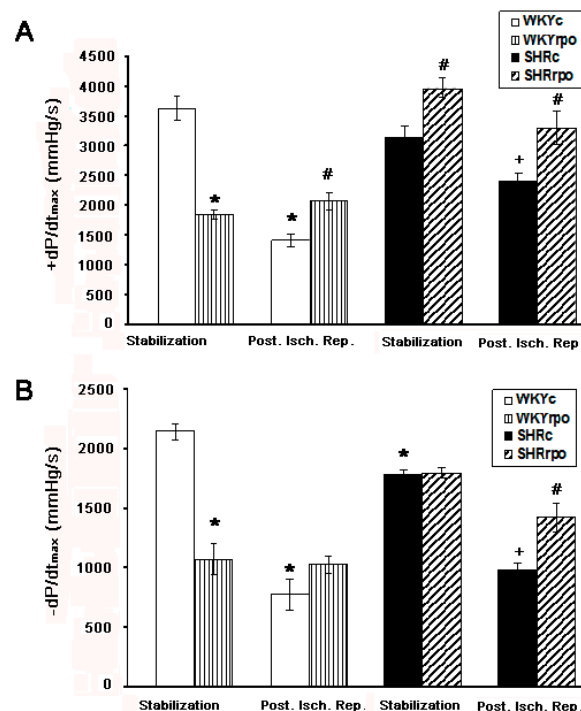 A
WKYc
WKYrpo
SHRc
SHRrpo
+dP/dtmax (mmHg/s)
4500
4000
3500
3000
2500
2000
1500
1000
500
0
*
*
#
#
+
#
Stabilization
Post. Isch. Rep.
Stabilization
Post. Isch. Rep.
B
WKYc
WKYrpo
SHRc
SHRrpo
-dP/dtmax (mmHg/s)
2500
2000
1500
1000
500
0
*
*
*
+
#
Stabilization
Post. Isch. Rep.
Stabilization
Post. Isch. Rep.